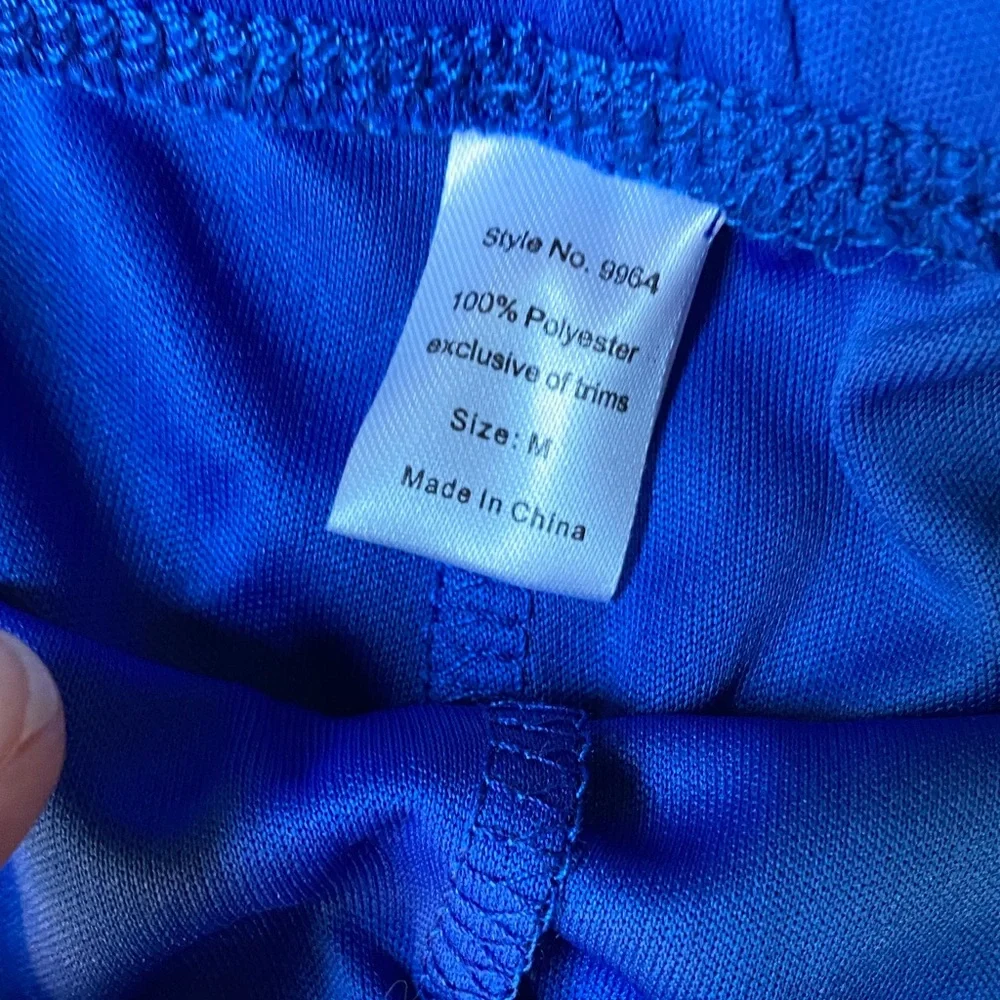 Style No. 9964
100% Polyester
exclusive of trims
Size: M
Made In China